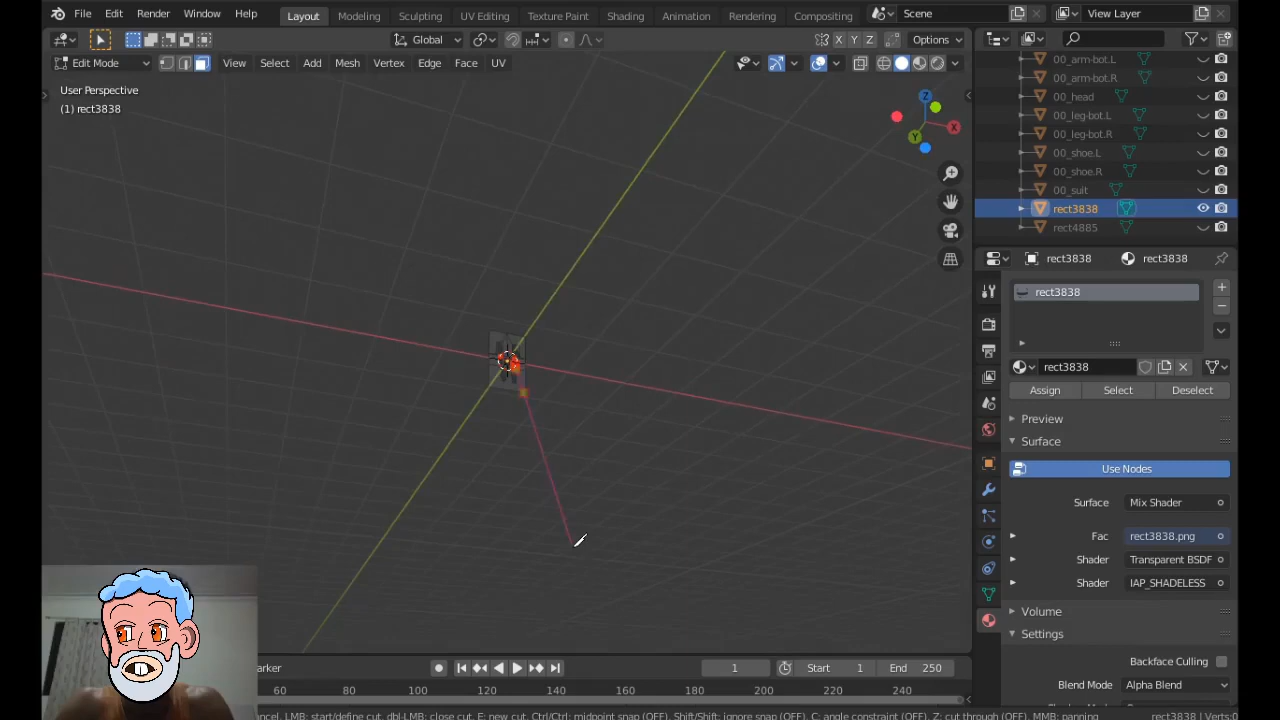 File Edit Render Window Help Layout Modeling Sculpting UV Editing Texture Paint Shading Animation Rendering Compositing Scene View Layer
Global X Y Z Options
Edit Mode View Select Add Mesh Vertex Edge Face UV
User Perspective
(1) rect3838
Z
X
Y
00_arm-bot.L
00_arm-bot.R
00_head
00_leg-bot.L
00_leg-bot.R
00_shoe.L
00_shoe.R
00_suit
rect3838
rect4885
rect3838 rect3838
rect3838
rect3838
Assign Select Deselect
Preview
Surface
Use Nodes
Surface Mix Shader
Fac rect3838.png
Shader Transparent BSDF
Shader IAP_SHADELESS
Volume
Settings
Backface Culling
Blend Mode Alpha Blend
arker 1 Start 1 End 250
60 80 100 120 140 160 180 200 220 240
ancel, LMB: start/define cut, dbl-LMB: close cut, E: new cut, Ctrl/Ctrl: midpoint snap (OFF), Shift/Shift: ignore snap (OFF), C: angle constraint (OFF), Z: cut through (OFF), MMB: panning rect3838 | Verts:0